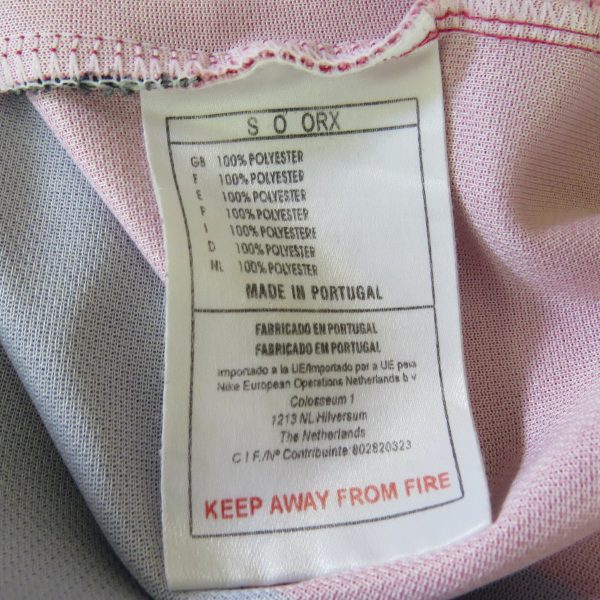 S O ORX
GB 100% POLYESTER
F 100% POLYESTER
E 100% POLYESTER
P 100% POLYESTER
I 100% POLYESTERE
D 100% POLYESTER
NL 100% POLYESTER
MADE IN PORTUGAL
FABRICADO EN PORTUGAL
FABRICADO EM PORTUGAL
Importado a la UE/Importado por a UE pela
Nike European Operations Netherlands b v
Colosseum 1
1213 NL Hilversum
The Netherlands
C I F./Nº Contribuinte: 802820323
KEEP AWAY FROM FIRE